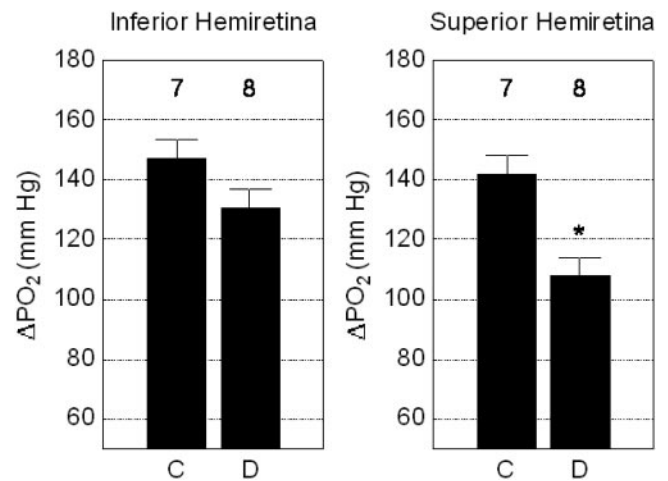 Inferior Hemiretina
180
160
140
120
100
80
60
ΔPO₂ (mm Hg)
7 8
C D
Superior Hemiretina
180
160
140
120
100
80
60
ΔPO₂ (mm Hg)
7 8
*
C D